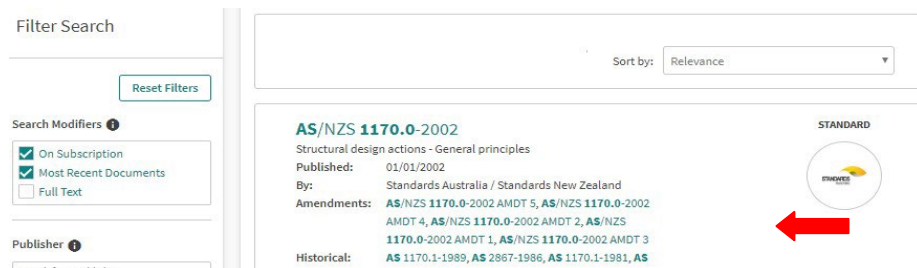 Filter Search
Reset Filters
Search Modifiers
On Subscription
Most Recent Documents
Full Text
Publisher
Sort by: Relevance
AS/NZS 1170.0-2002
Structural design actions - General principles
Published: 01/01/2002
By: Standards Australia / Standards New Zealand
Amendments: AS/NZS 1170.0-2002 AMDT 5, AS/NZS 1170.0-2002
AMDT 4, AS/NZS 1170.0-2002 AMDT 2, AS/NZS
1170.0-2002 AMDT 1, AS/NZS 1170.0-2002 AMDT 3
Historical: AS 1170.1-1989, AS 2867-1986, AS 1170.1-1981, AS
STANDARD
STANDARDS